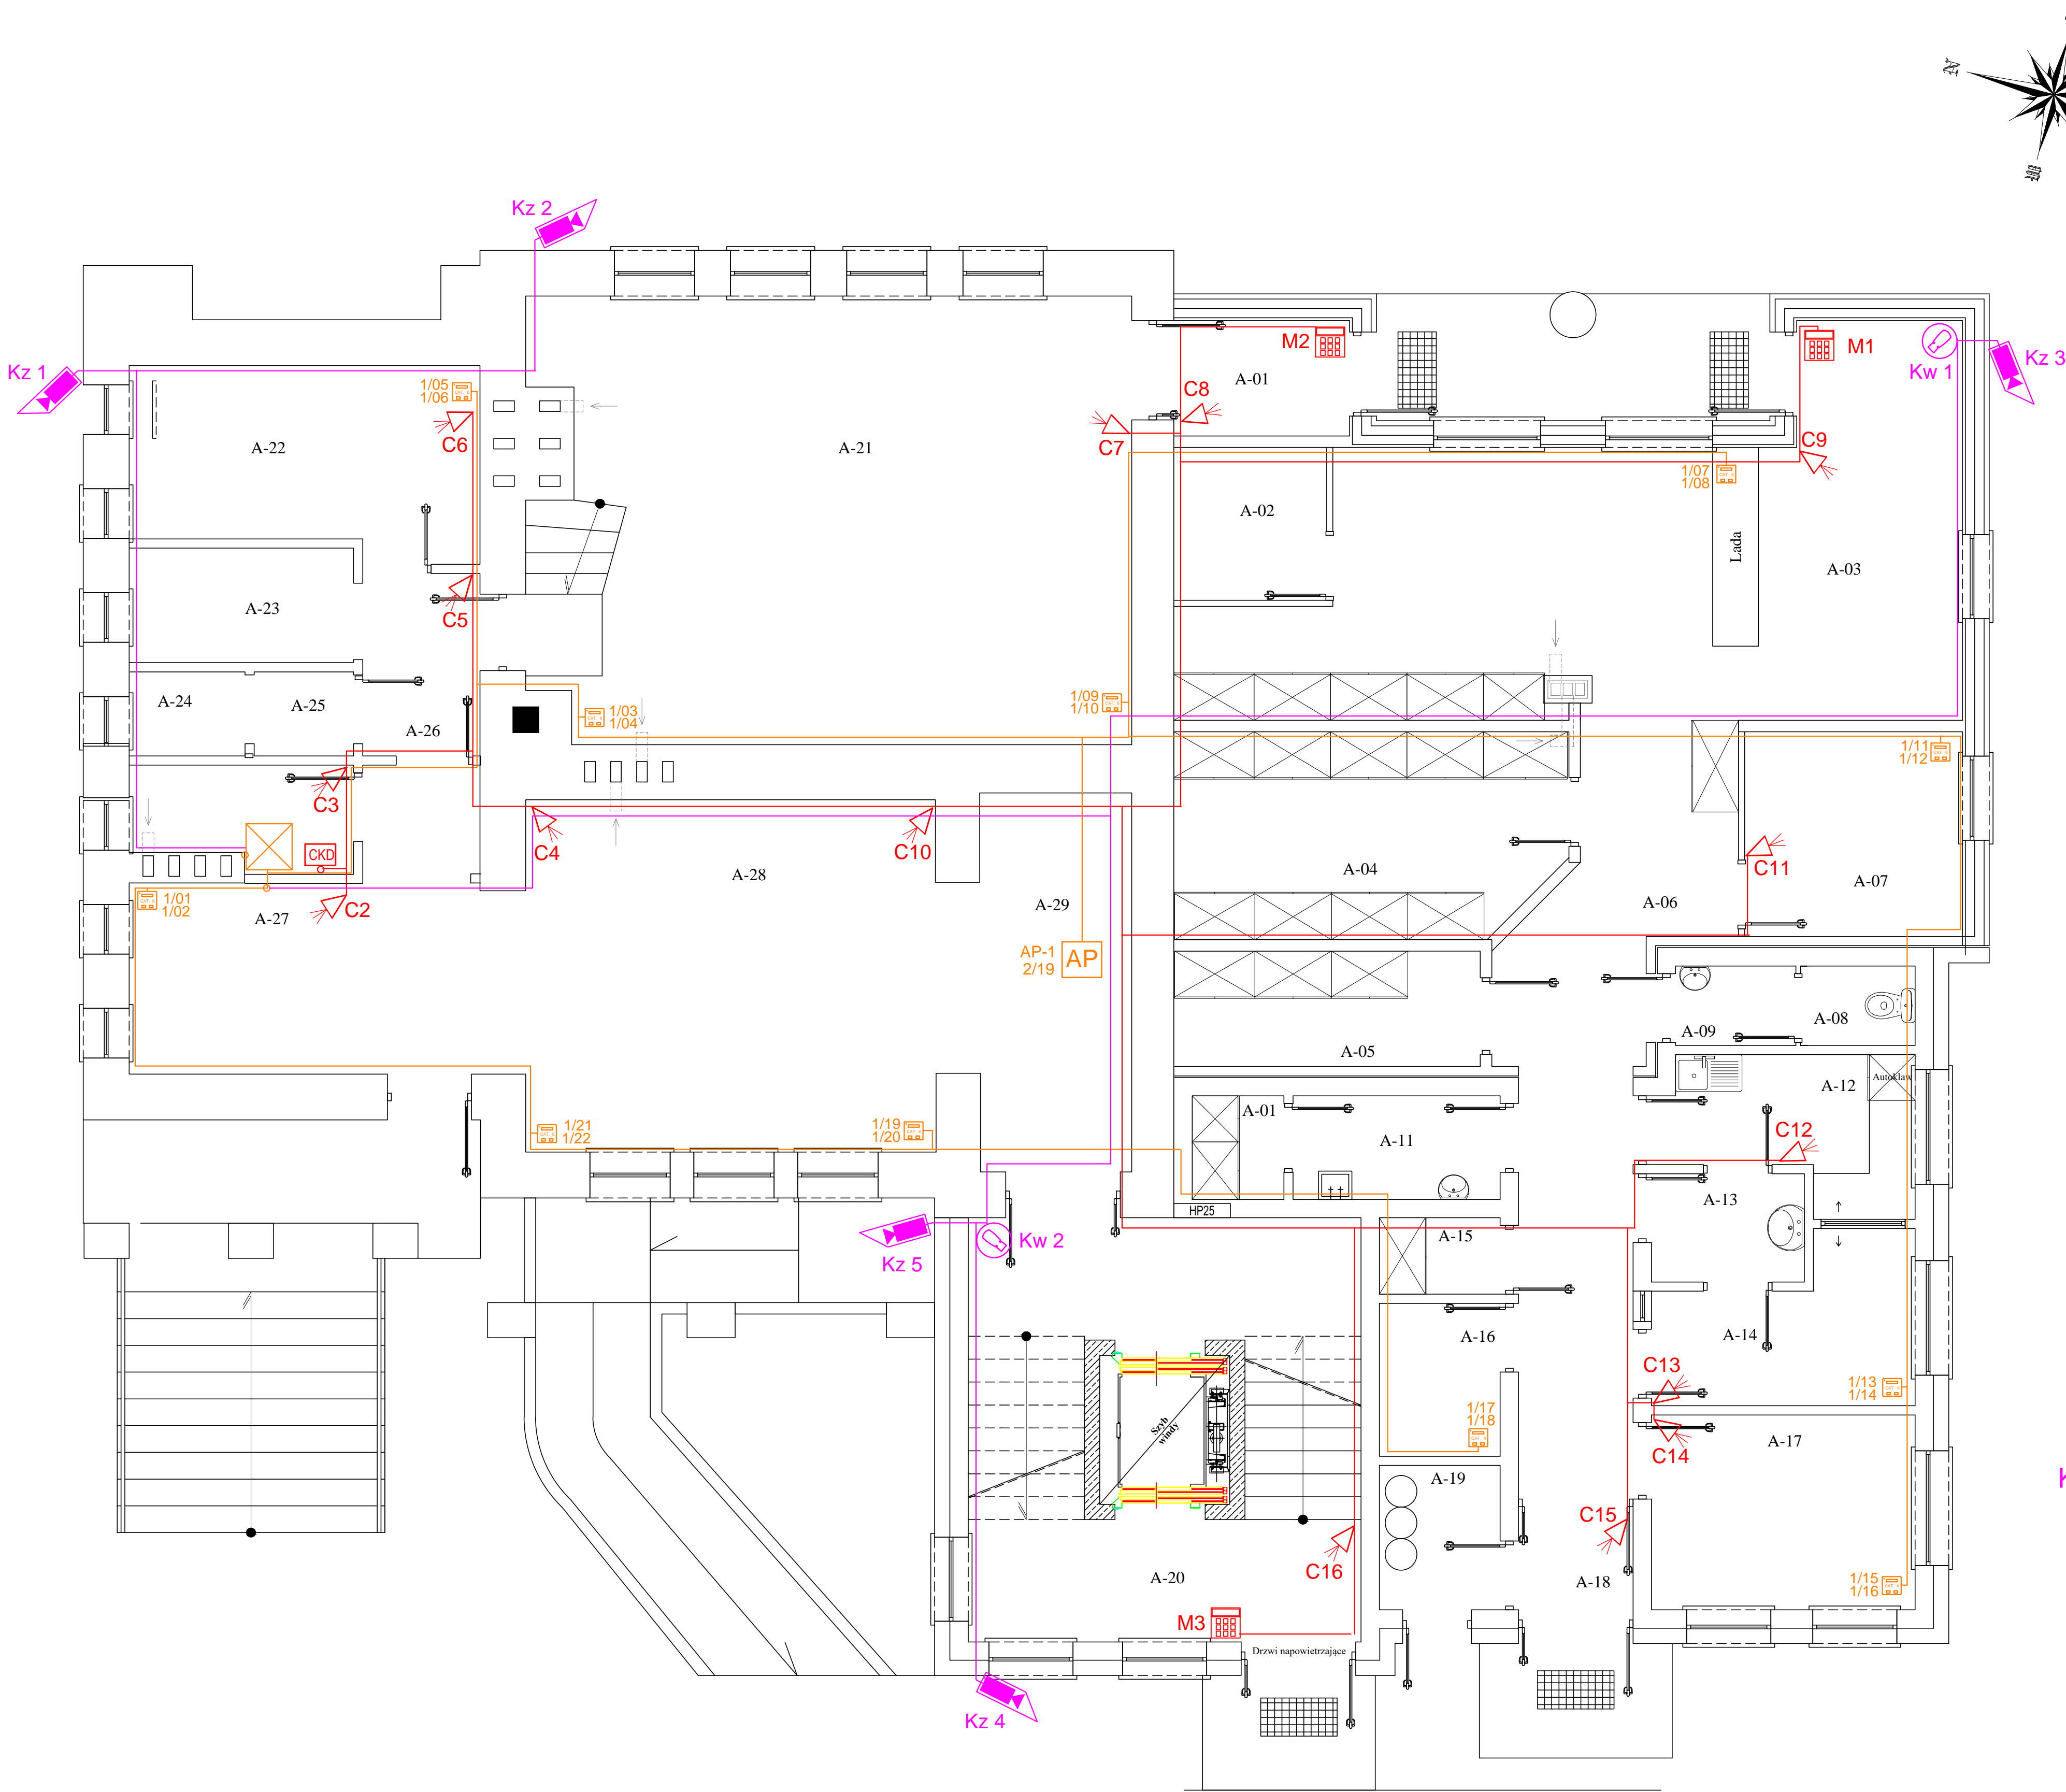 N
W
Kz 2
Kz 1
1/05
1/06
C6
A-22
A-21
C7
C8
M2
A-01
M1
Kw 1
Kz 3
C9
1/07
1/08
A-02
Lada
A-03
A-23
C5
A-24
A-25
A-26
1/03
1/04
1/09
1/10
1/11
1/12
C3
CKD
C4
C10
C11
1/01
1/02
A-27
C2
A-28
A-29
A-04
A-06
A-07
AP-1
2/19
AP
A-05
A-09
A-08
A-12
Autoklaw
A-01
A-11
1/21
1/22
1/19
1/20
C12
A-13
HP25
Kz 5
Kw 2
A-15
A-16
A-14
C13
1/13
1/14
Szyb
windy
1/17
1/18
C14
A-17
A-19
C15
C16
A-20
A-18
1/15
1/16
M3
Drzwi napowietrzające
Kz 4